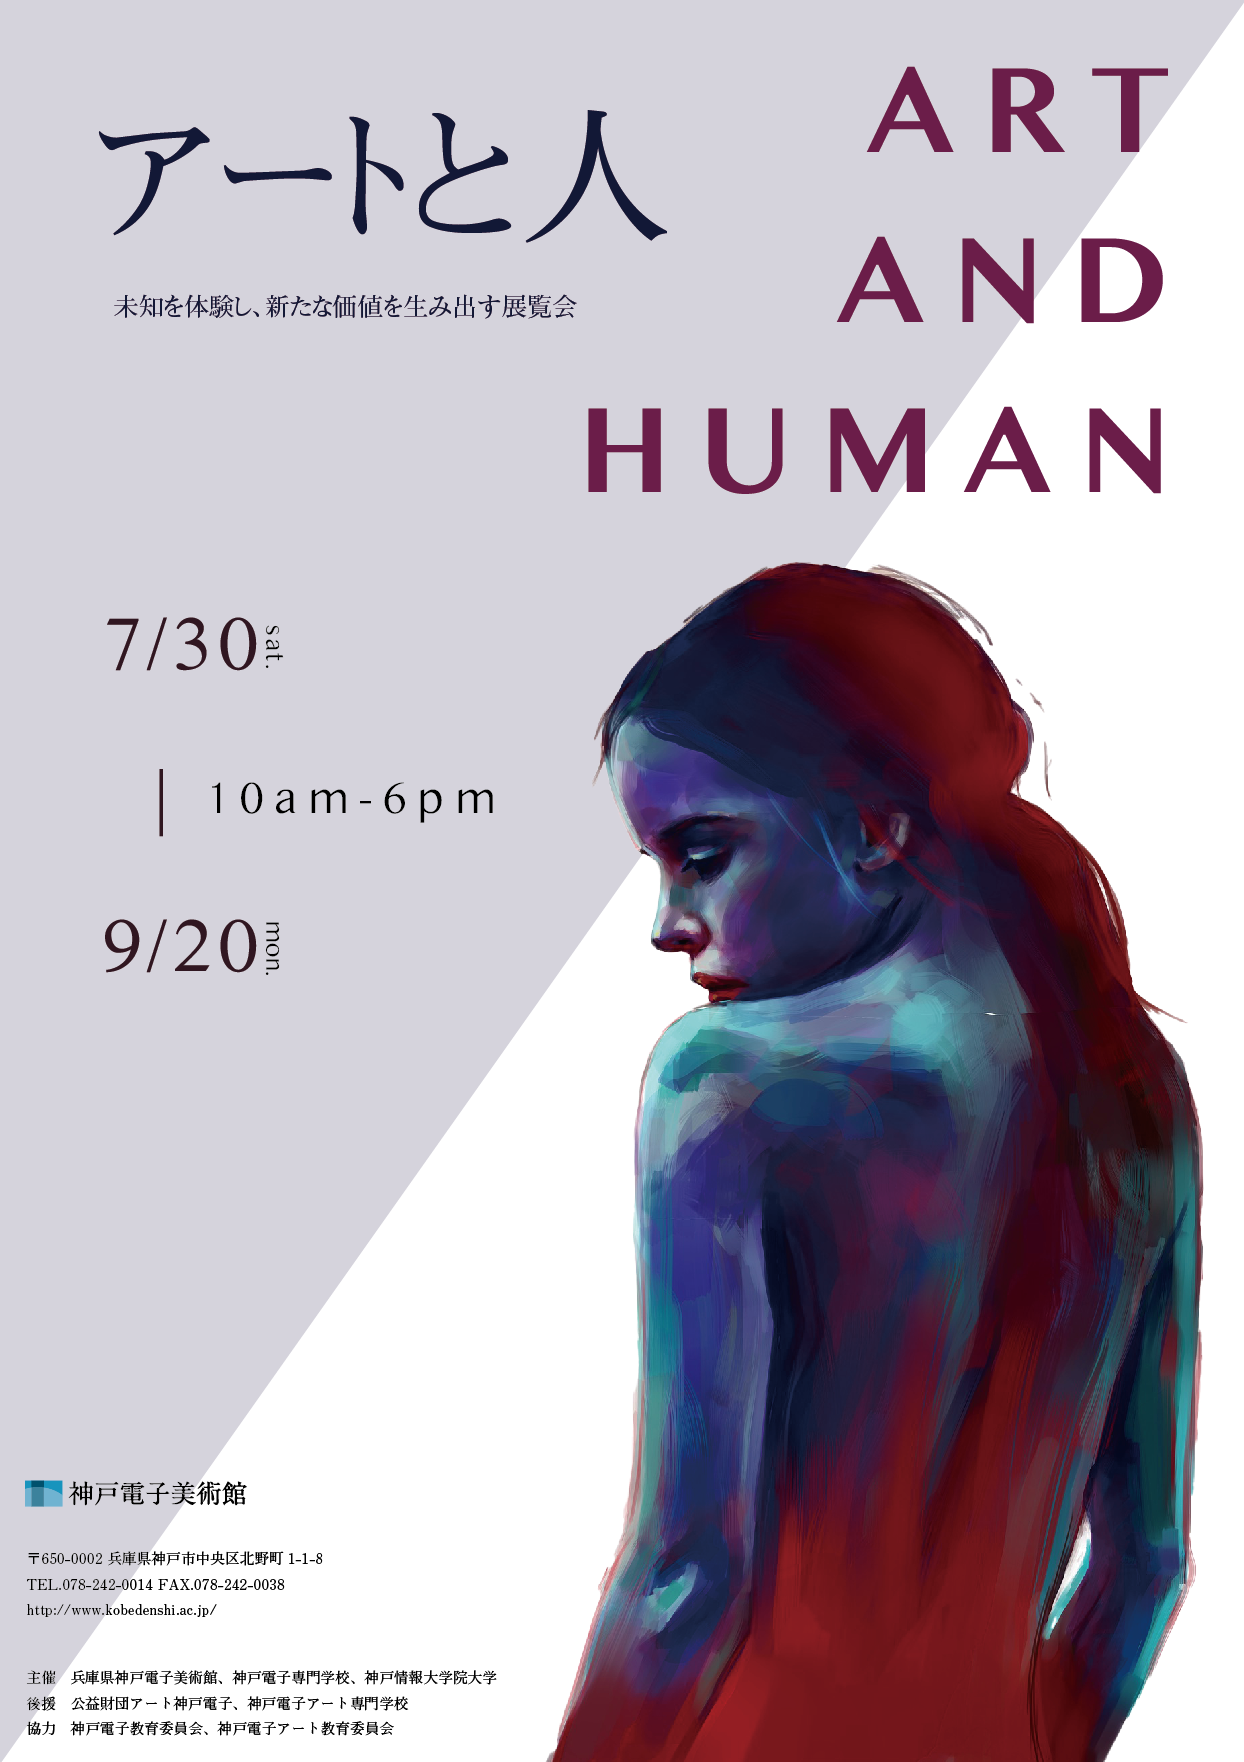 ART
AND
HUMAN
アートと人
未知を体験し、新たな価値を生み出す展覧会
7/30 sat.
10am-6pm
9/20 mon.
神戸電子美術館
〒650-0002 兵庫県神戸市中央区北野町 1-1-8
TEL.078-242-0014 FAX.078-242-0038
http://www.kobedenshi.ac.jp/
主催 兵庫県神戸電子美術館、神戸電子専門学校、神戸情報大学院大学
後援 公益財団アート神戸電子、神戸電子アート専門学校
協力 神戸電子教育委員会、神戸電子アート教育委員会